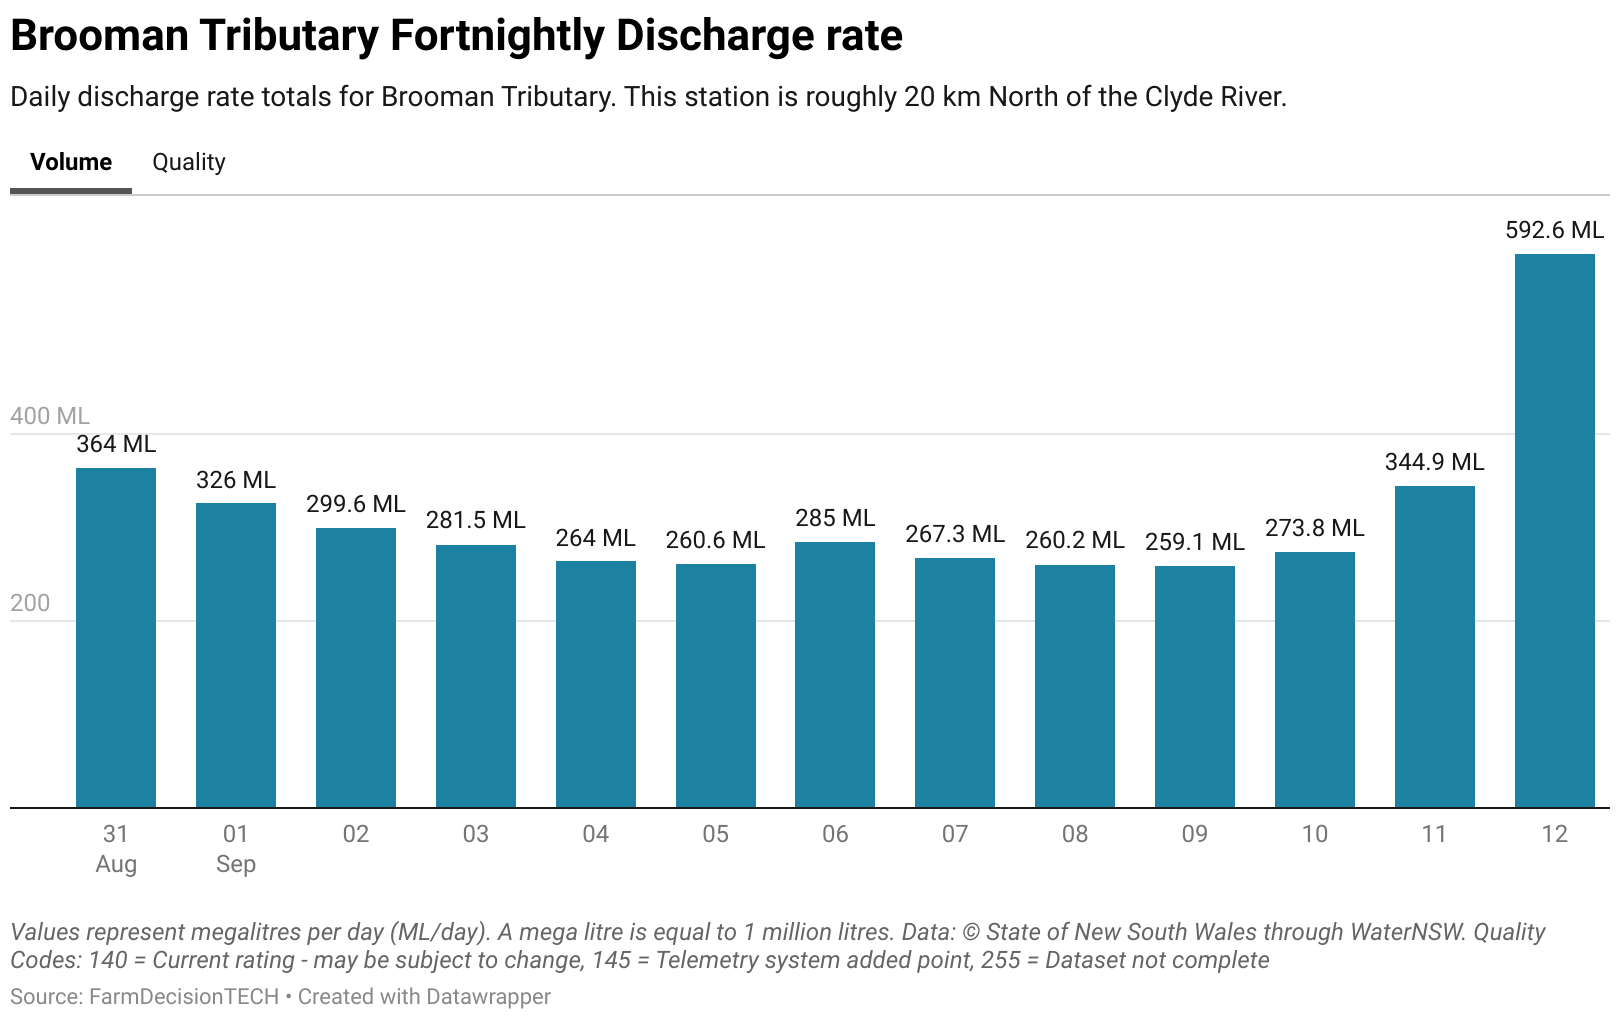 Brooman Tributary Fortnightly Discharge rate
Daily discharge rate totals for Brooman Tributary. This station is roughly 20 km North of the Clyde River.
Volume Quality
592.6 ML
400 ML
364 ML
344.9 ML
326 ML
299.6 ML
281.5 ML
285 ML
273.8 ML
264 ML
260.6 ML
267.3 ML
260.2 ML
259.1 ML
200
31 01 02 03 04 05 06 07 08 09 10 11 12
Aug Sep
Values represent megalitres per day (ML/day). A mega litre is equal to 1 million litres. Data: © State of New South Wales through WaterNSW. Quality
Codes: 140 = Current rating - may be subject to change, 145 = Telemetry system added point, 255 = Dataset not complete
Source: FarmDecisionTECH • Created with Datawrapper